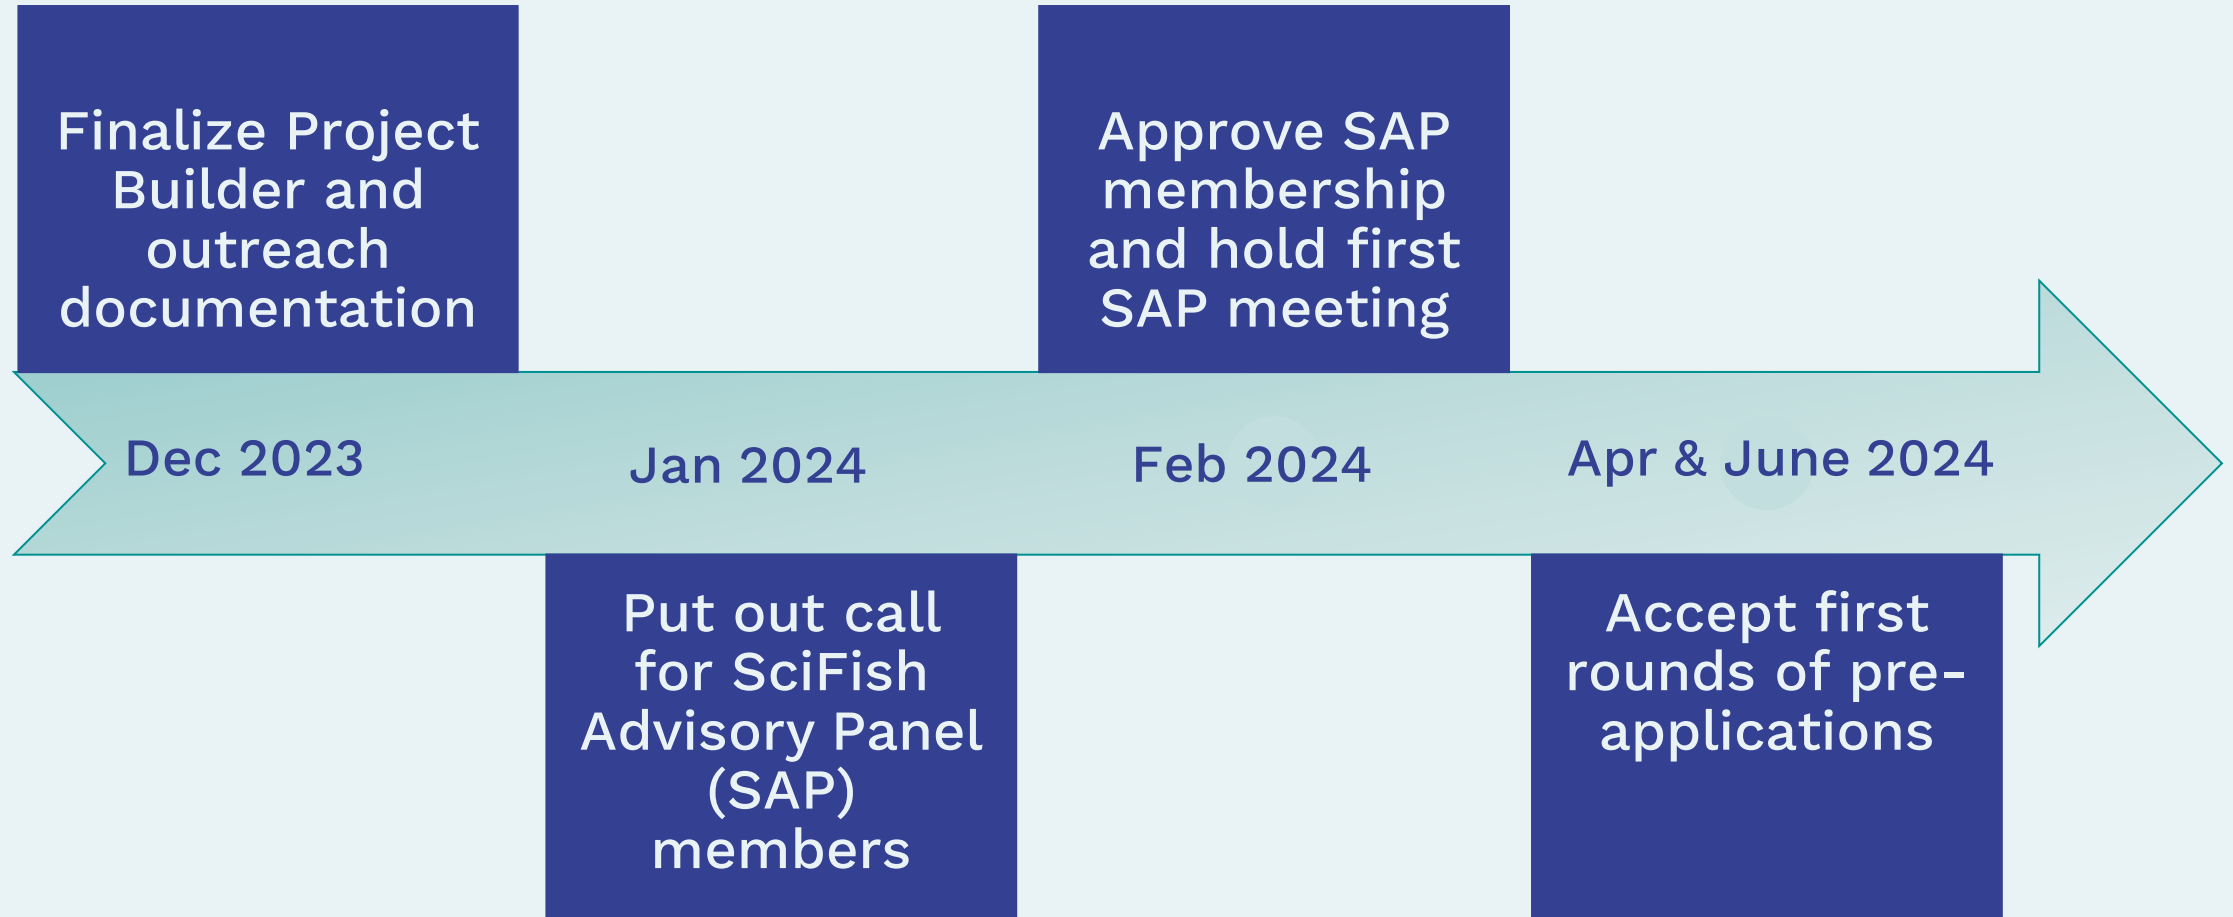 Finalize Project
Builder and
outreach
documentation
Approve SAP
membership
and hold first
SAP meeting
Dec 2023
Jan 2024
Feb 2024
Apr & June 2024
Put out call
for SciFish
Advisory Panel
(SAP)
members
Accept first
rounds of pre-
applications